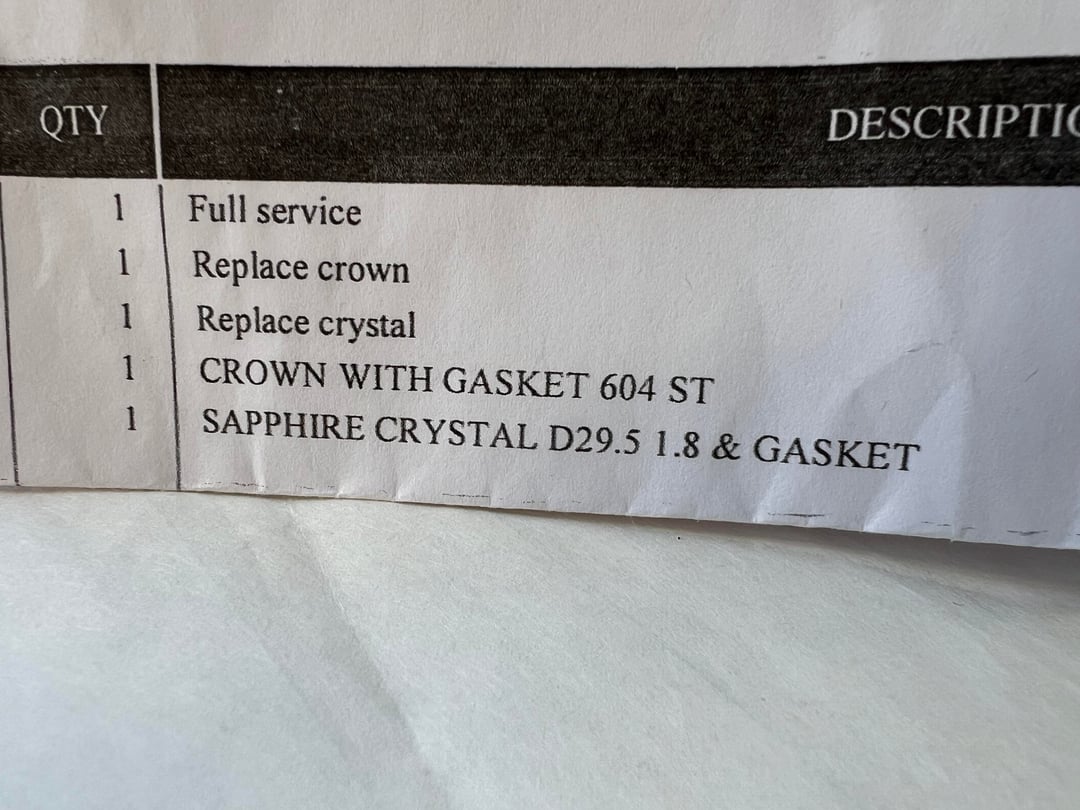 QTY DESCRIPTIO
1 Full service
1 Replace crown
1 Replace crystal
1 CROWN WITH GASKET 604 ST
1 SAPPHIRE CRYSTAL D29.5 1.8 & GASKET